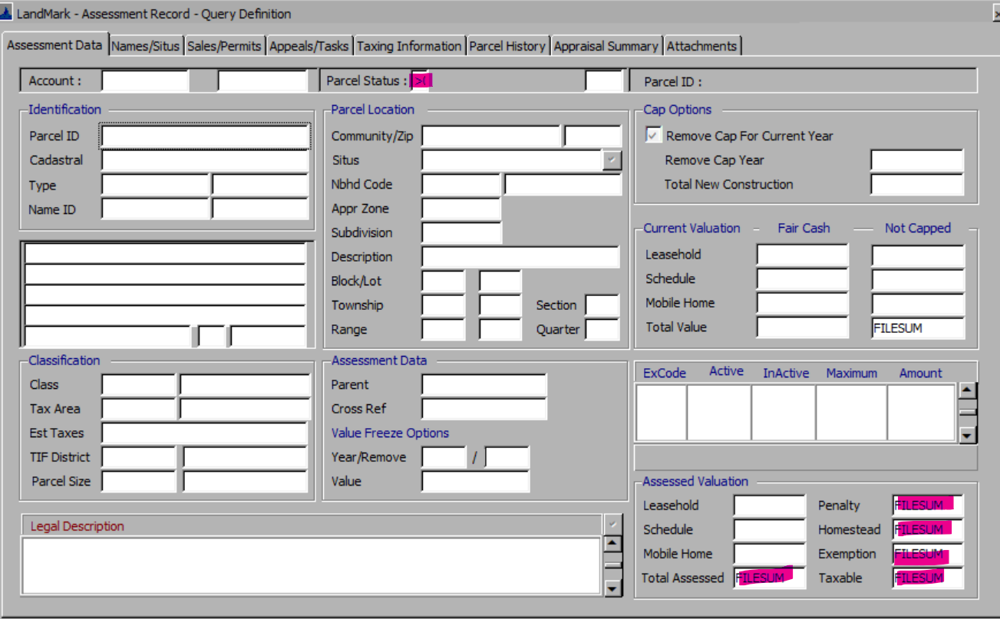 LandMark - Assessment Record - Query Definition
Assessment Data Names/Situs Sales/Permits Appeals/Tasks Taxing Information Parcel History Appraisal Summary Attachments
Account : Parcel Status : >( Parcel ID :
Identification
Parcel ID
Cadastral
Type
Name ID
Parcel Location
Community/Zip
Situs
Nbhd Code
Appr Zone
Subdivision
Description
Block/Lot
Township Section
Range Quarter
Cap Options
Remove Cap For Current Year
Remove Cap Year
Total New Construction
Current Valuation Fair Cash Not Capped
Leasehold
Schedule
Mobile Home
Total Value FILESUM
Classification
Class
Tax Area
Est Taxes
TIF District
Parcel Size
Assessment Data
Parent
Cross Ref
Value Freeze Options
Year/Remove /
Value
ExCode Active InActive Maximum Amount
Legal Description
Assessed Valuation
Leasehold Penalty FILESUM
Schedule Homestead FILESUM
Mobile Home Exemption FILESUM
Total Assessed FILESUM Taxable FILESUM